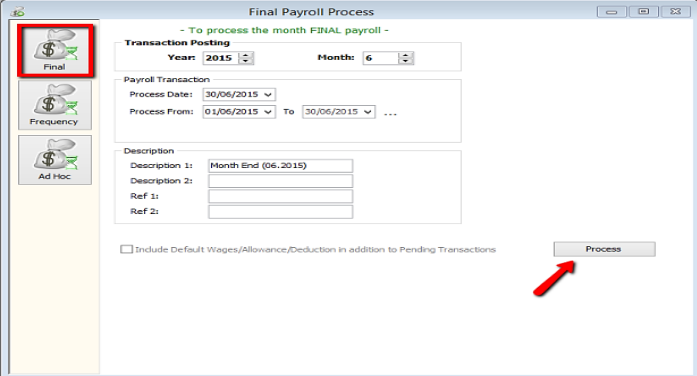 Final Payroll Process
- To process the month FINAL payroll -
Final
Frequency
Ad Hoc
Transaction Posting
Year: 2015 Month: 6
Payroll Transaction
Process Date: 30/06/2015
Process From: 01/06/2015 To 30/06/2015 ...
Description
Description 1: Month End (06.2015)
Description 2:
Ref 1:
Ref 2:
Include Default Wages/Allowance/Deduction in addition to Pending Transactions
Process